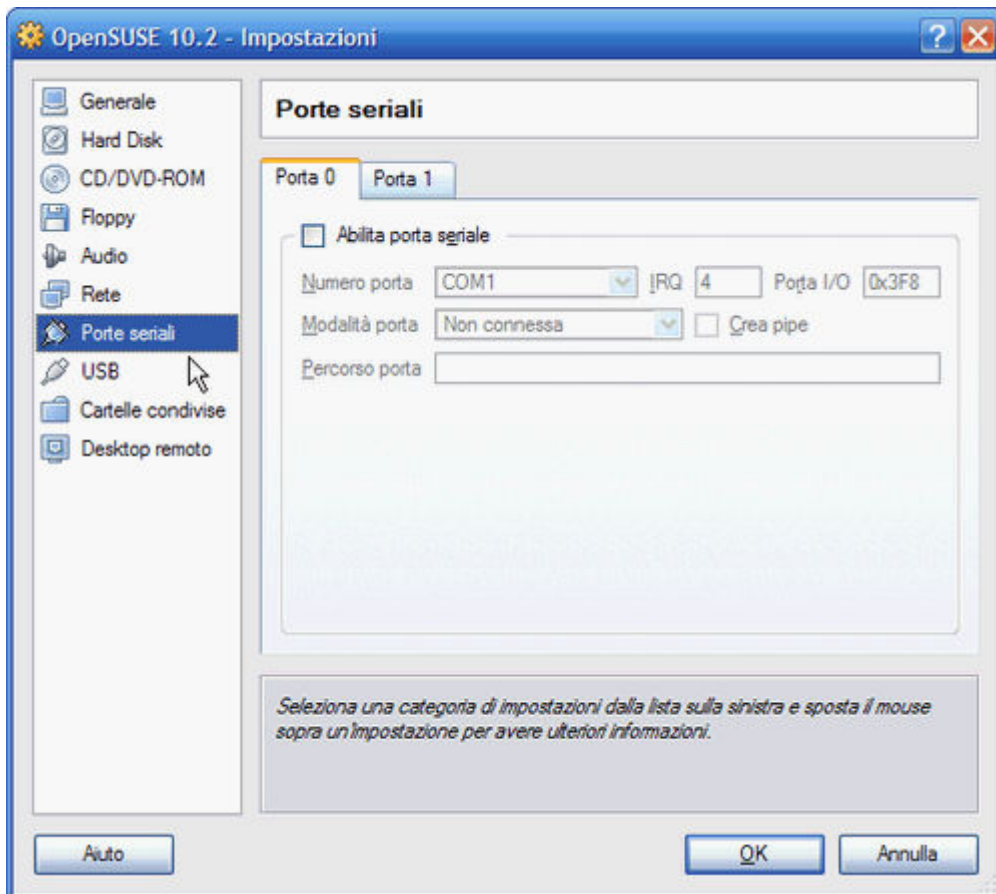 OpenSUSE 10.2 - Impostazioni
Generale
Hard Disk
CD/DVD-ROM
Floppy
Audio
Rete
Porte seriali
USB
Cartelle condivise
Desktop remoto
Porte seriali
Porta 0 Porta 1
Abilita porta seriale
Numero porta COM1 IRQ 4 Porta I/O 0x3F8
Modalità porta Non connessa Crea pipe
Percorso porta
Seleziona una categoria di impostazioni dalla lista sulla sinistra e sposta il mouse
sopra un'impostazione per avere ulteriori informazioni.
Aiuto OK Annulla